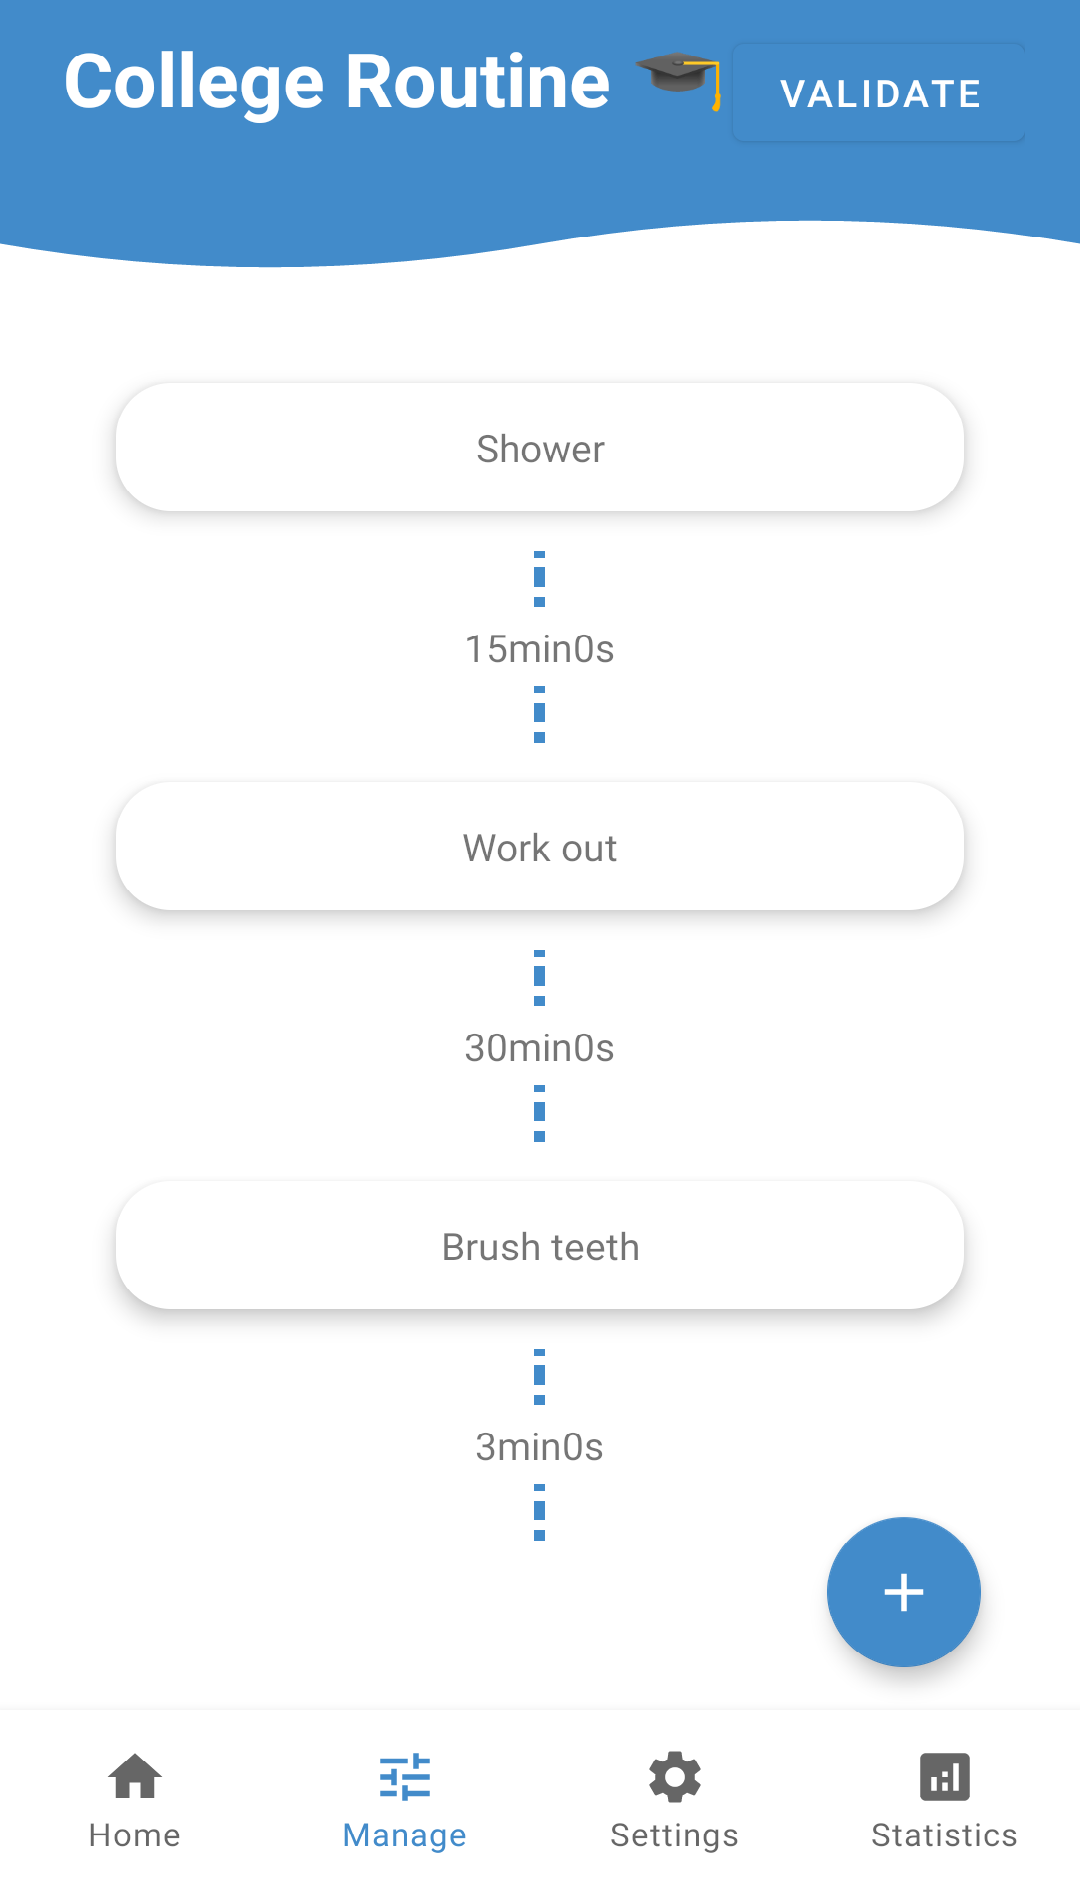 College Routine 🎓 VALIDATE
Shower
15min0s
Work out
30min0s
Brush teeth
3min0s
Home Manage Settings Statistics